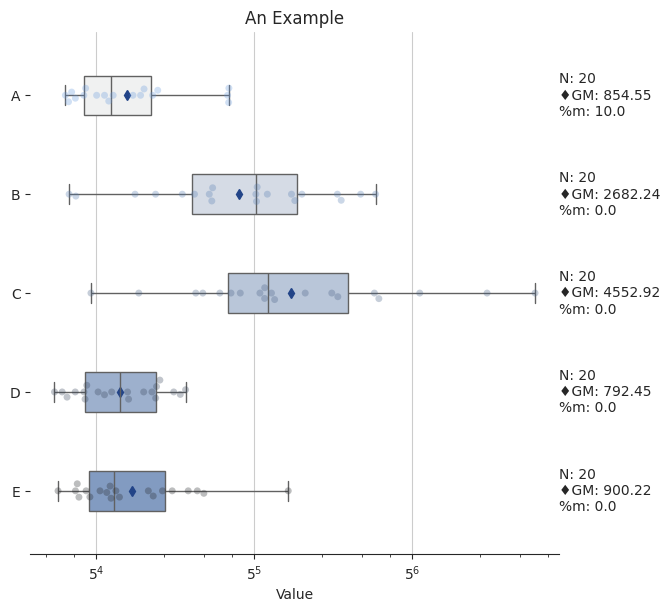 An Example
A
N: 20
♦GM: 854.55
%m: 10.0
B
N: 20
♦GM: 2682.24
%m: 0.0
C
N: 20
♦GM: 4552.92
%m: 0.0
D
N: 20
♦GM: 792.45
%m: 0.0
E
N: 20
♦GM: 900.22
%m: 0.0
5⁴ 5⁵ 5⁶
Value